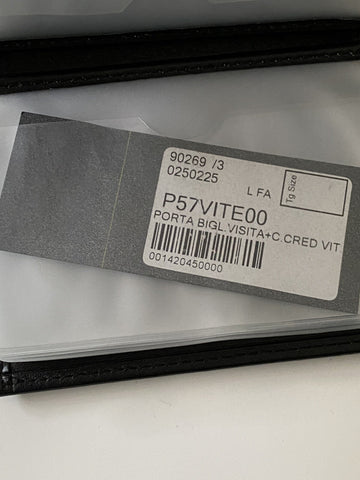 90269 /3
0250225
L FA
Tg Size
P57VITE00
PORTA BIGL.VISITA+C.CRED VIT
001420450000